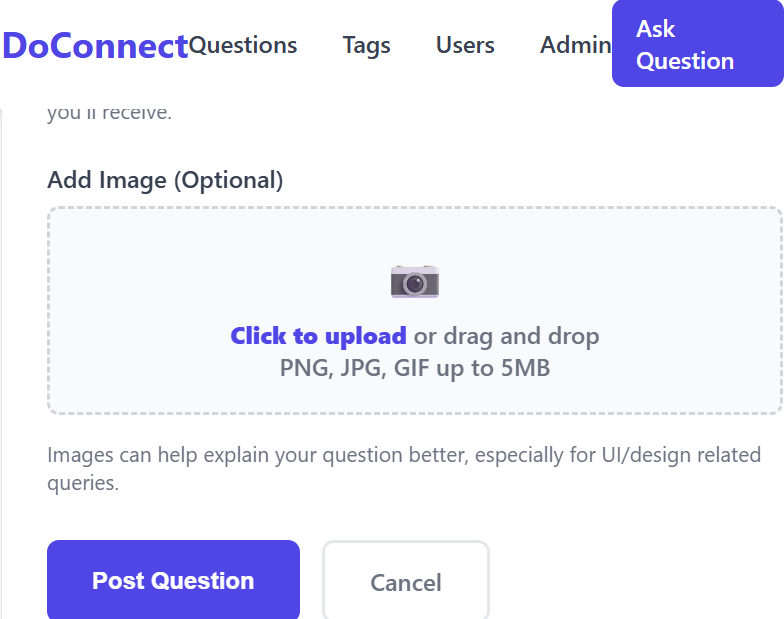 DoConnect Questions Tags Users Admin Ask Question
you'll receive.
Add Image (Optional)
Click to upload or drag and drop
PNG, JPG, GIF up to 5MB
Images can help explain your question better, especially for UI/design related
queries.
Post Question Cancel